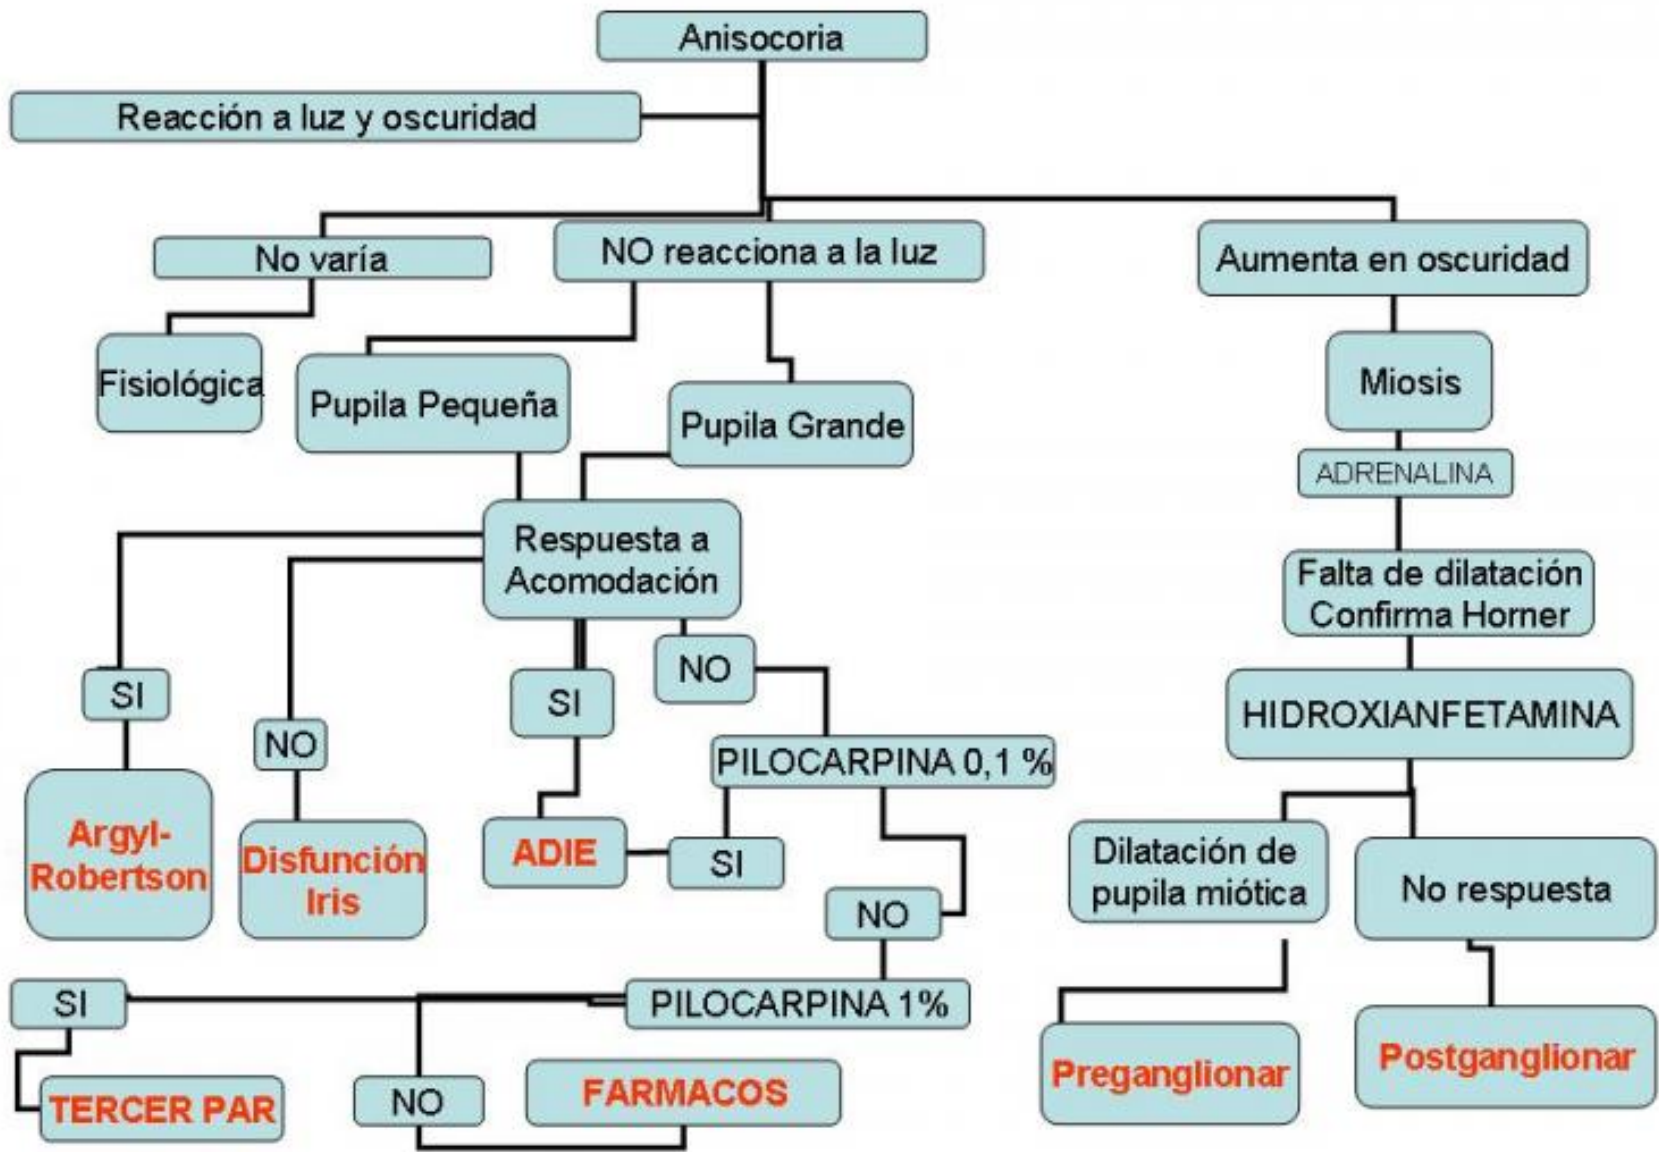 Anisocoria
Reacción a luz y oscuridad
No varía
NO reacciona a la luz
Aumenta en oscuridad
Fisiológica
Pupila Pequeña
Pupila Grande
Miosis
ADRENALINA
Respuesta a
Acomodación
Falta de dilatación
Confirma Horner
SI
NO
SI
NO
HIDROXIANFETAMINA
PILOCARPINA 0,1 %
Argyl-
Robertson
Disfunción
Iris
ADIE
SI
NO
Dilatación de
pupila miótica
No respuesta
SI
PILOCARPINA 1%
TERCER PAR
NO
FARMACOS
Preganglionar
Postganglionar